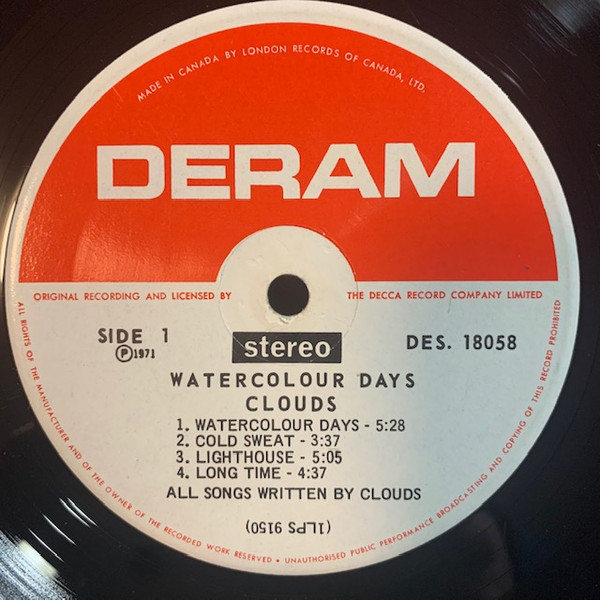 MADE IN CANADA BY LONDON RECORDS OF CANADA, LTD.
DERAM
ORIGINAL RECORDING AND LICENSED BY THE DECCA RECORD COMPANY LIMITED
SIDE 1
Ⓟ1971
stereo
DES. 18058
WATERCOLOUR DAYS
CLOUDS
1. WATERCOLOUR DAYS - 5:28
2. COLD SWEAT - 3:37
3. LIGHTHOUSE - 5:05
4. LONG TIME - 4:37
ALL SONGS WRITTEN BY CLOUDS
(1LPS 9150)
ALL RIGHTS OF THE MANUFACTURER AND OF THE OWNER OF THE RECORDED WORK RESERVED • UNAUTHORISED PUBLIC PERFORMANCE BROADCASTING AND COPYING OF THIS RECORD PROHIBITED